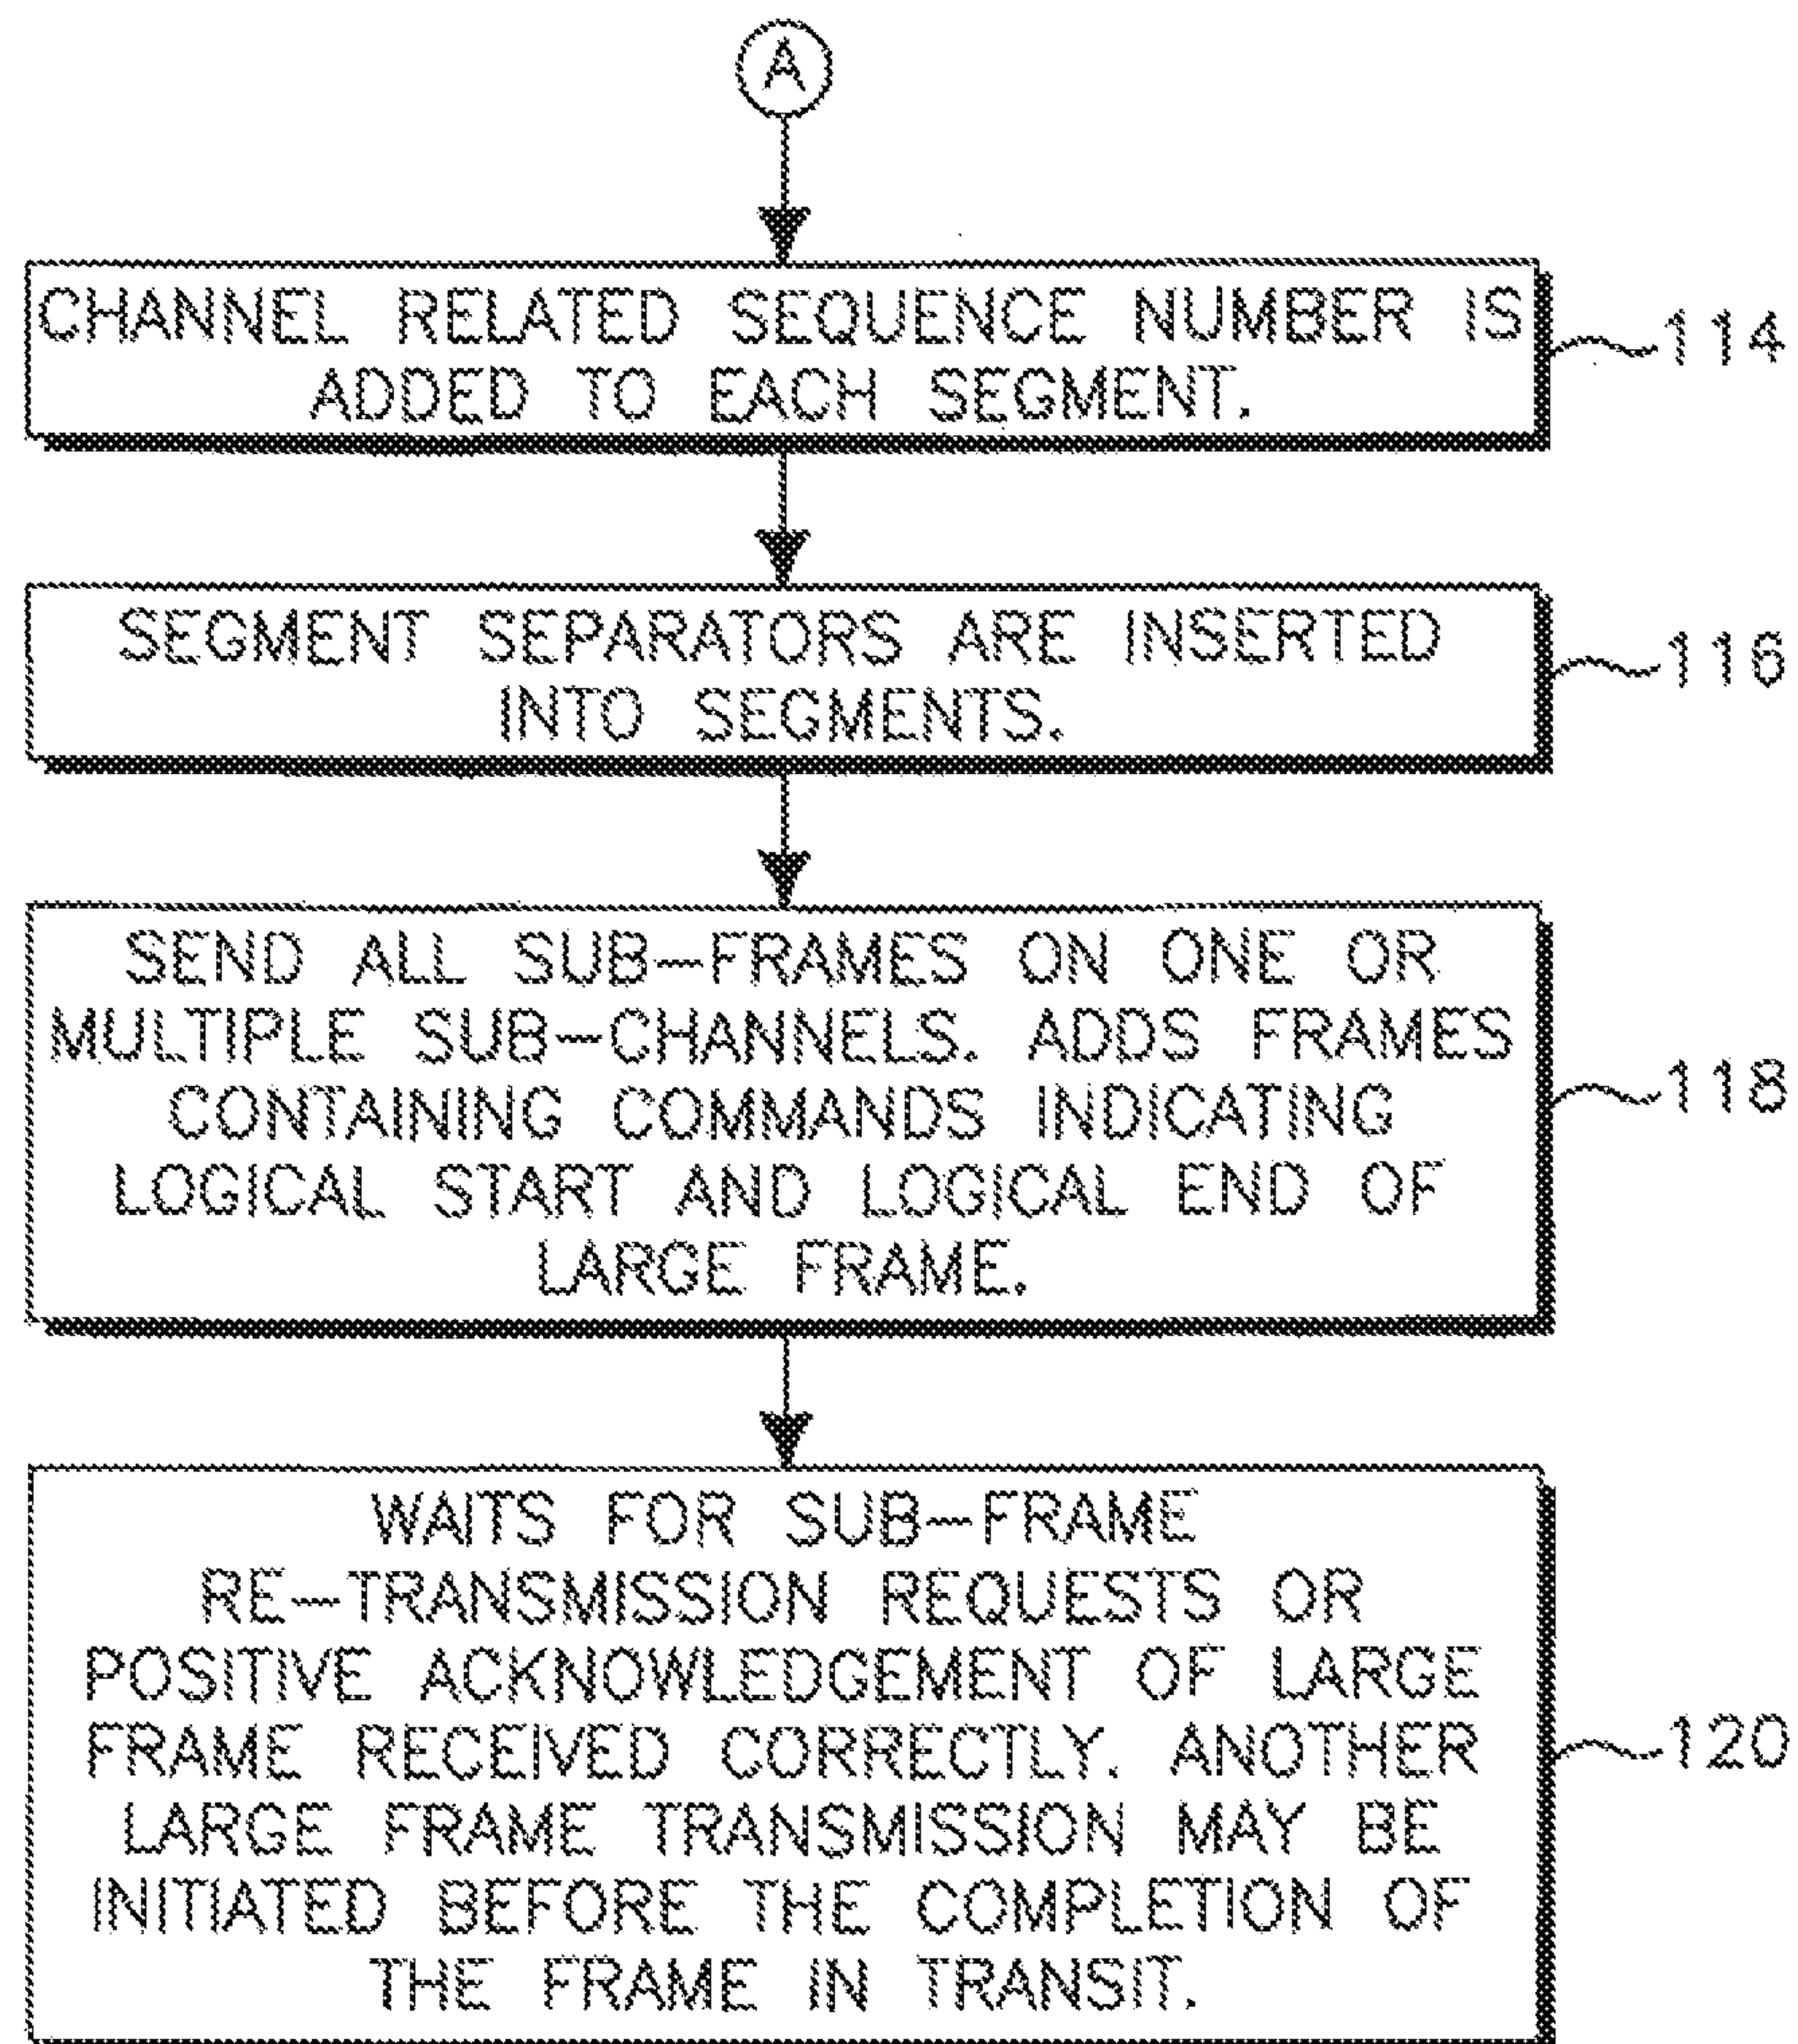 A
CHANNEL RELATED SEQUENCE NUMBER IS
ADDED TO EACH SEGMENT.
114
SEGMENT SEPARATORS ARE INSERTED
INTO SEGMENTS.
116
SEND ALL SUB-FRAMES ON ONE OR
MULTIPLE SUB-CHANNELS. ADDS FRAMES
CONTAINING COMMANDS INDICATING
LOGICAL START AND LOGICAL END OF
LARGE FRAME.
118
WAITS FOR SUB-FRAME
RE-TRANSMISSION REQUESTS OR
POSITIVE ACKNOWLEDGEMENT OF LARGE
FRAME RECEIVED CORRECTLY. ANOTHER
LARGE FRAME TRANSMISSION MAY BE
INITIATED BEFORE THE COMPLETION OF
THE FRAME IN TRANSIT.
120